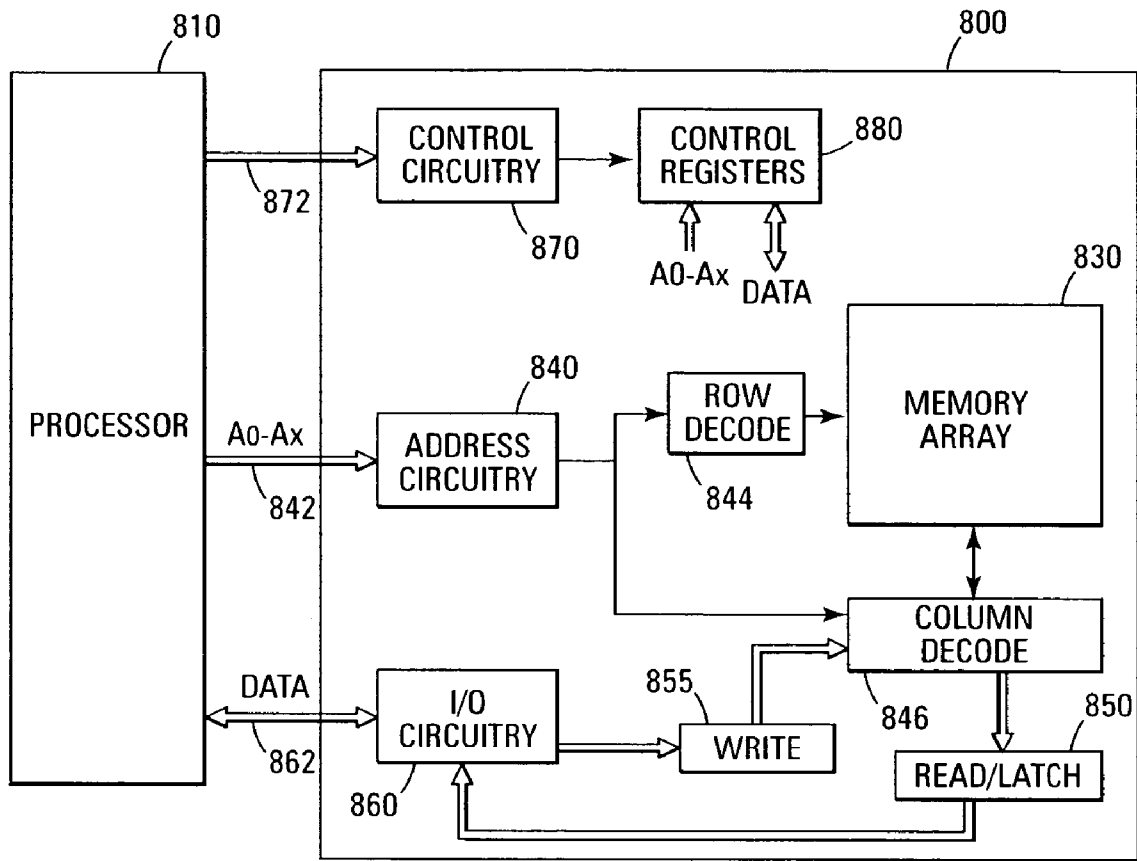 810
800
CONTROL
CIRCUITRY
CONTROL
REGISTERS
880
872
870
A0-Ax
DATA
830
840
PROCESSOR
A0-Ax
ADDRESS
CIRCUITRY
ROW
DECODE
MEMORY
ARRAY
842
844
COLUMN
DECODE
DATA
I/O
CIRCUITRY
855
846
850
862
860
WRITE
READ/LATCH